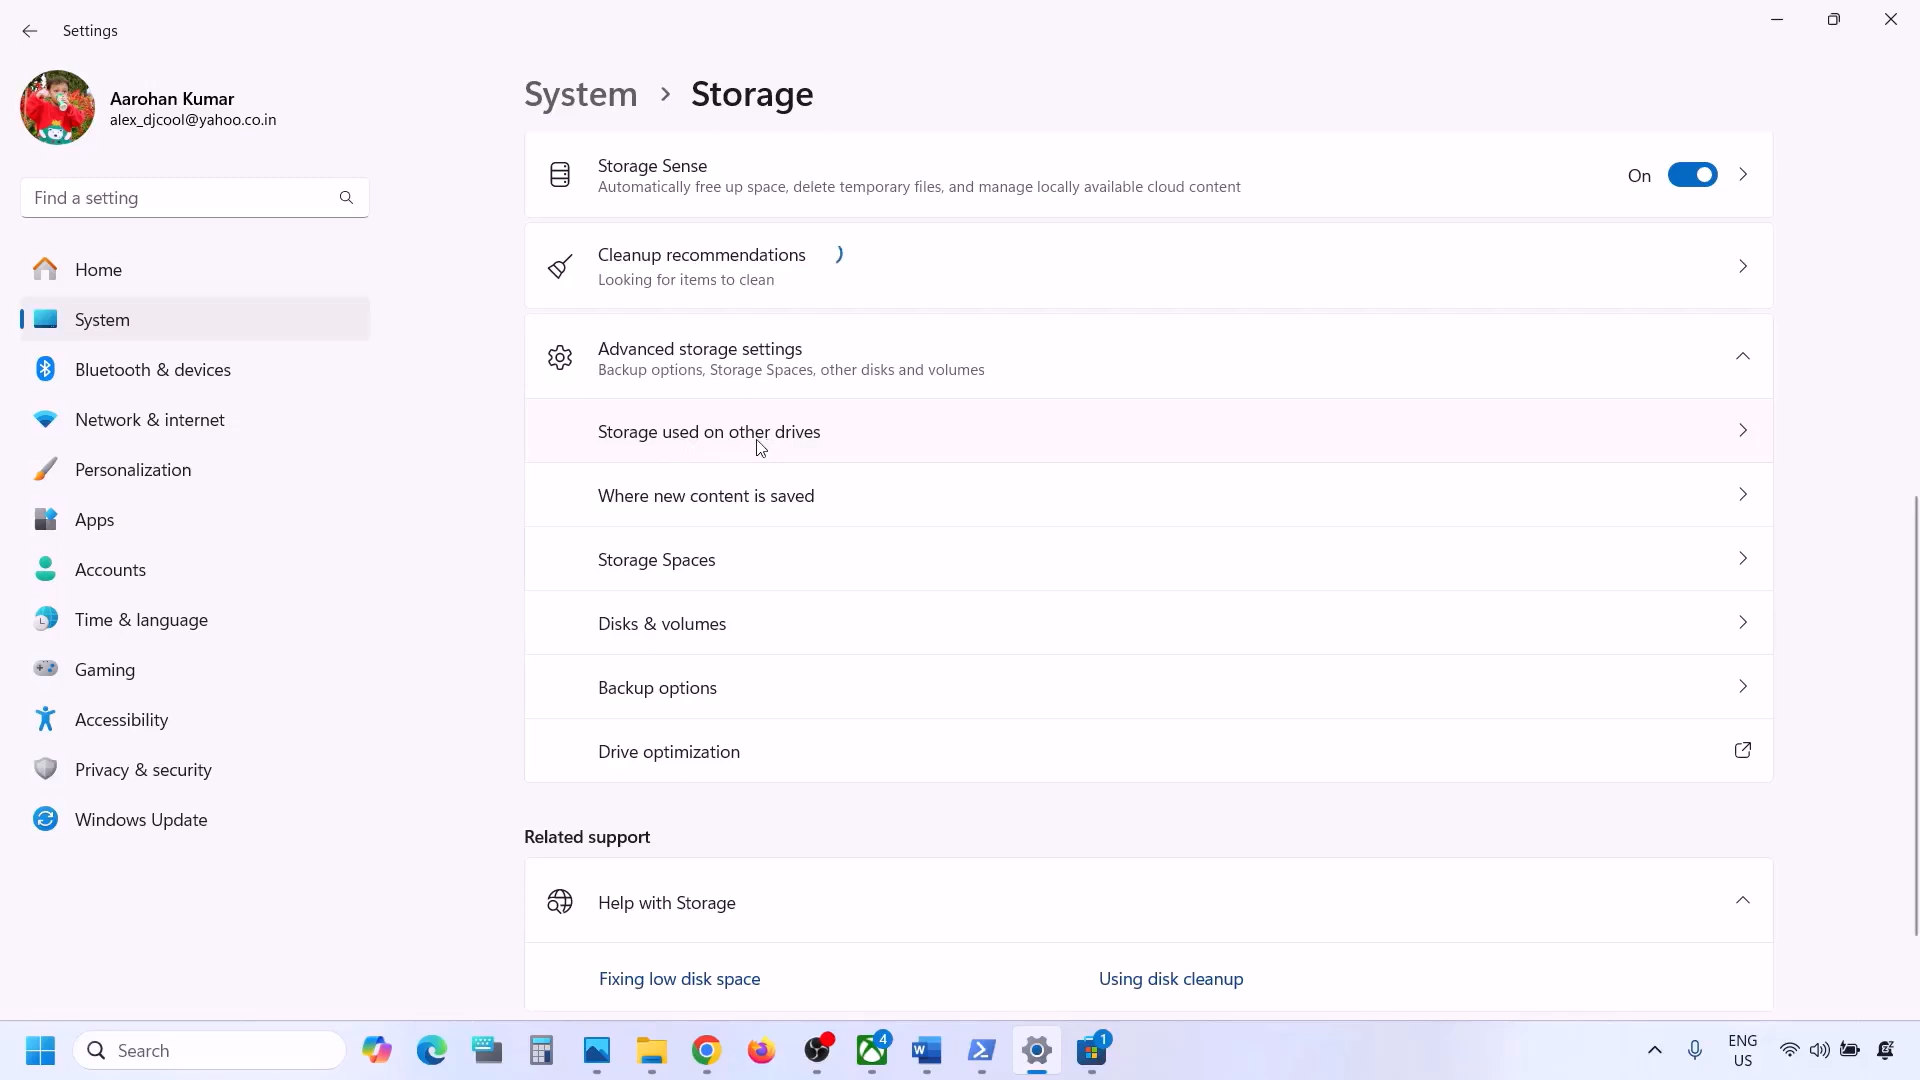 Settings
Aarohan Kumar
alex_djcool@yahoo.co.in
Find a setting
Home
System
Bluetooth & devices
Network & internet
Personalization
Apps
Accounts
Time & language
Gaming
Accessibility
Privacy & security
Windows Update
System > Storage
Storage Sense
Automatically free up space, delete temporary files, and manage locally available cloud content
On
Cleanup recommendations
Looking for items to clean
Advanced storage settings
Backup options, Storage Spaces, other disks and volumes
Storage used on other drives
Where new content is saved
Storage Spaces
Disks & volumes
Backup options
Drive optimization
Related support
Help with Storage
Fixing low disk space
Using disk cleanup
Search
4
1
ENG
US